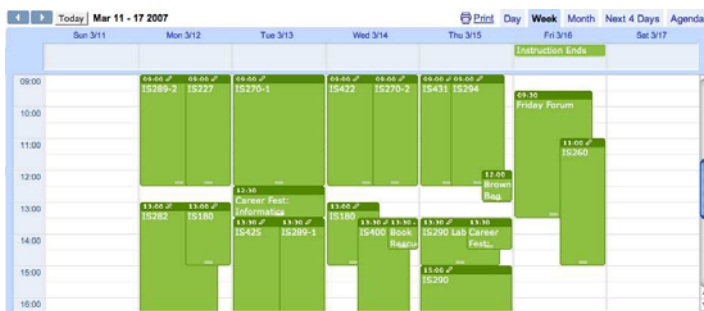 Today Mar 11 - 17 2007 Print Day Week Month Next 4 Days Agenda
Sun 3/11 Mon 3/12 Tue 3/13 Wed 3/14 Thu 3/15 Fri 3/16 Sat 3/17
Instruction Ends
09:00
10:00
11:00
12:00
13:00
14:00
15:00
16:00
09:00 09:00
IS289-2 IS227
13:00 13:00
IS282 IS180
09:00
IS270-1
12:30
Career Fest:
Informatics
13:30 13:30
IS425 IS289-1
09:00 09:00
IS422 IS270-2
13:00
IS180
13:30 13:30
IS400 Book
09:00 09:00
IS431 IS294
12:00
Brown
Bag
13:30 13:30
IS290 Lab Career
Fest:
15:00
IS290
09:30
Friday Forum
11:00
IS260